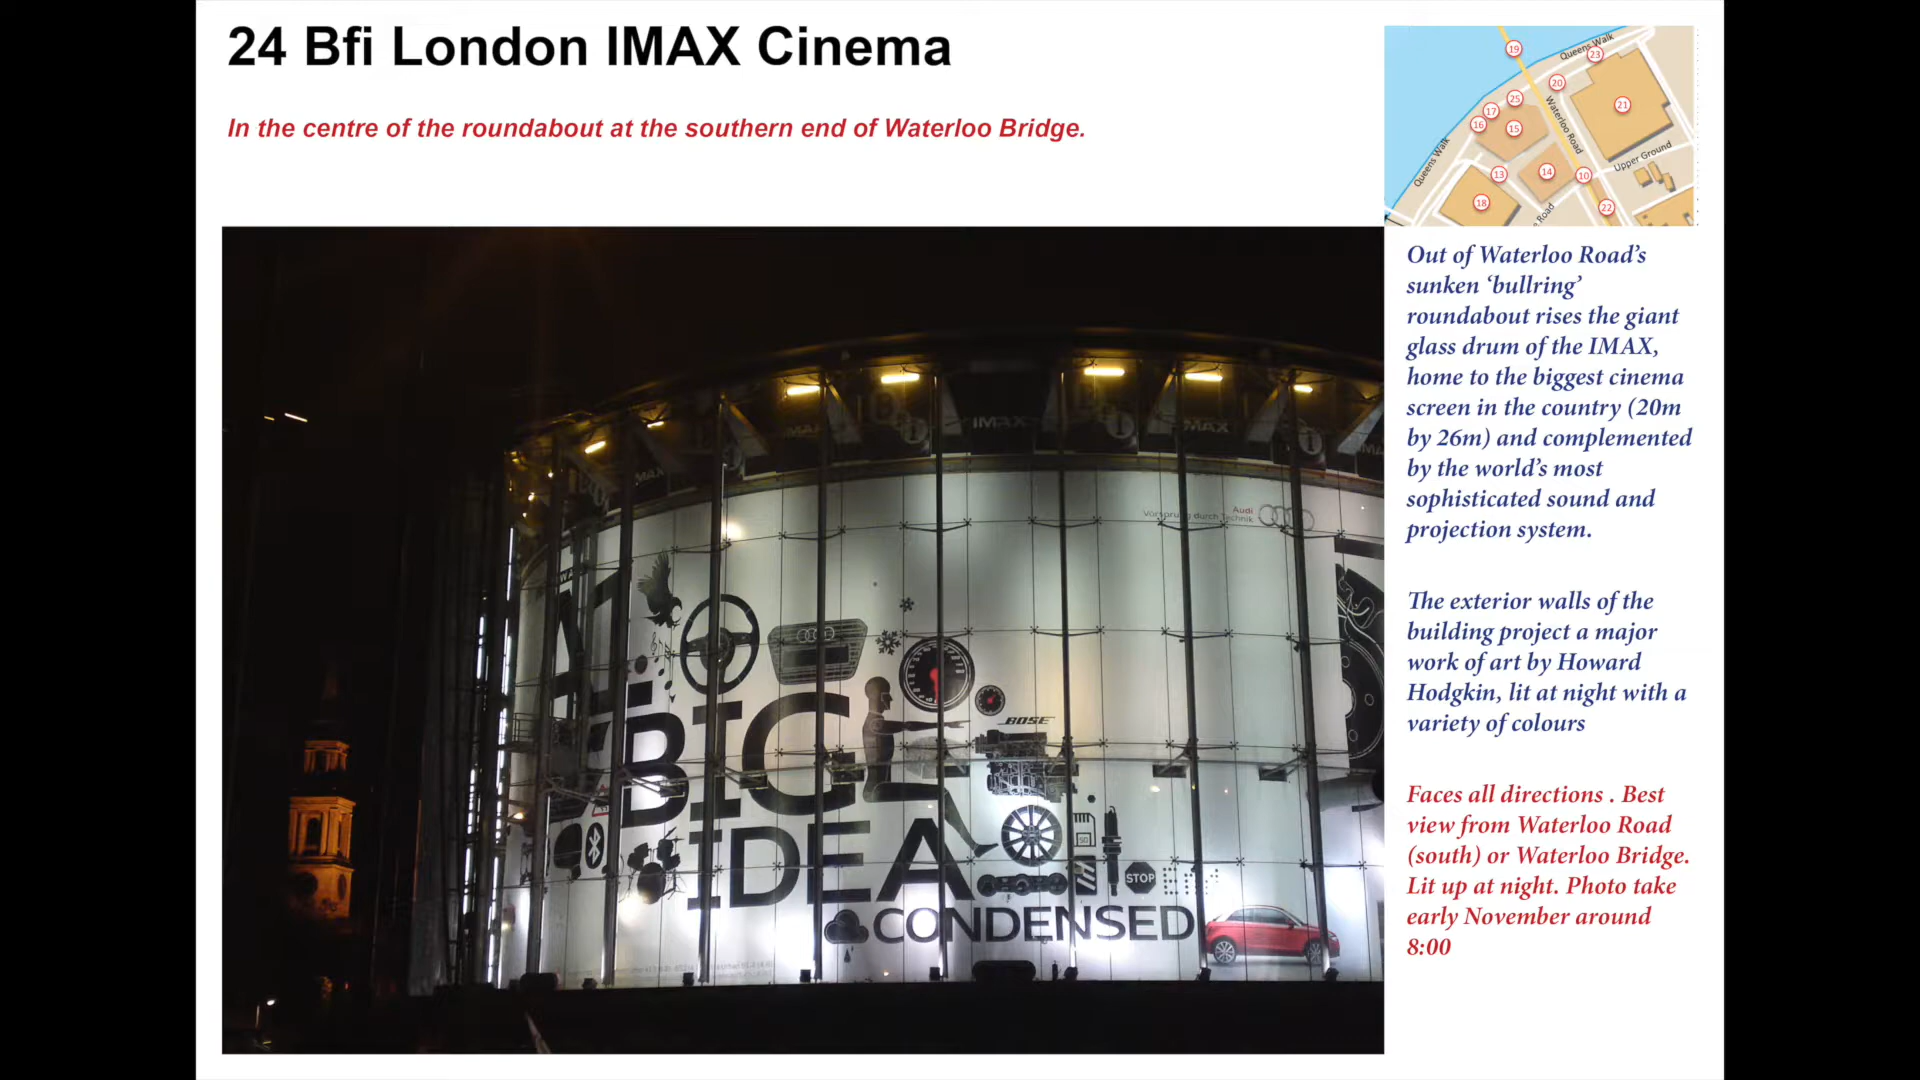 24 Bfi London IMAX Cinema
In the centre of the roundabout at the southern end of Waterloo Bridge.
19
Queens Walk
23
20
21
25
17
16
15
Waterloo Road
Queens Walk
Upper Ground
13
14
10
18
22
Road
Out of Waterloo Road’s
sunken ‘bullring’
roundabout rises the giant
glass drum of the IMAX,
home to the biggest cinema
screen in the country (20m
by 26m) and complemented
by the world’s most
sophisticated sound and
projection system.
The exterior walls of the
building project a major
work of art by Howard
Hodgkin, lit at night with a
variety of colours
Faces all directions . Best
view from Waterloo Road
(south) or Waterloo Bridge.
Lit up at night. Photo take
early November around
8:00
IMAX
IMAX
Audi
Vorsprung durch Technik
BOSE
BIG
IDEA
SD
STOP
CONDENSED